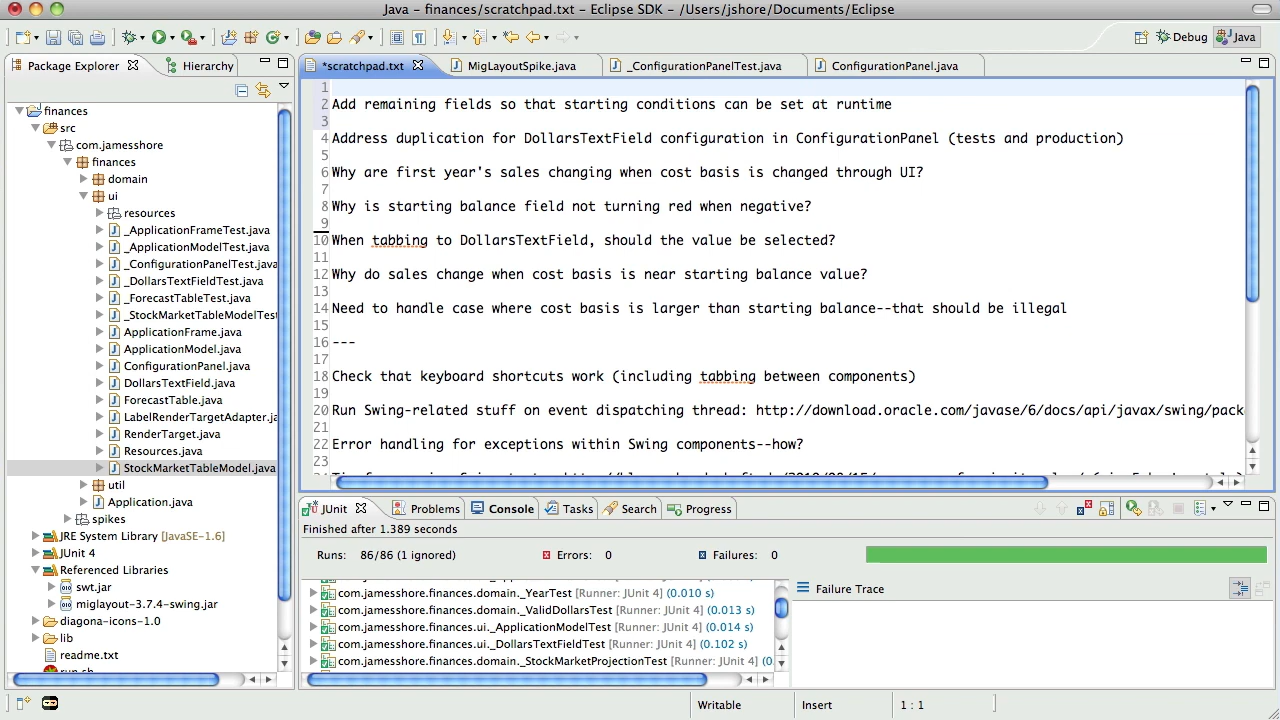 Java - finances/scratchpad.txt - Eclipse SDK - /Users/jshore/Documents/Eclipse
Debug
Java
Package Explorer
Hierarchy
finances
src
com.jamesshore
finances
domain
ui
resources
_ApplicationFrameTest.java
_ApplicationModelTest.java
_ConfigurationPanelTest.java
_DollarsTextFieldTest.java
_ForecastTableTest.java
_StockMarketTableModelTest
ApplicationFrame.java
ApplicationModel.java
ConfigurationPanel.java
DollarsTextField.java
ForecastTable.java
LabelRenderTargetAdapter.ja
RenderTarget.java
Resources.java
StockMarketTableModel.java
util
Application.java
spikes
JRE System Library [JavaSE-1.6]
JUnit 4
Referenced Libraries
swt.jar
miglayout-3.7.4-swing.jar
diagona-icons-1.0
lib
readme.txt
run.sh
*scratchpad.txt
MigLayoutSpike.java
_ConfigurationPanelTest.java
ConfigurationPanel.java
1
2 Add remaining fields so that starting conditions can be set at runtime
3
4 Address duplication for DollarsTextField configuration in ConfigurationPanel (tests and production)
5
6 Why are first year's sales changing when cost basis is changed through UI?
7
8 Why is starting balance field not turning red when negative?
9
10 When tabbing to DollarsTextField, should the value be selected?
11
12 Why do sales change when cost basis is near starting balance value?
13
14 Need to handle case where cost basis is larger than starting balance--that should be illegal
15
16 ---
17
18 Check that keyboard shortcuts work (including tabbing between components)
19
20 Run Swing-related stuff on event dispatching thread: http://download.oracle.com/javase/6/docs/api/javax/swing/pack
21
22 Error handling for exceptions within Swing components--how?
23
JUnit
Problems
Console
Tasks
Search
Progress
Finished after 1.389 seconds
Runs: 86/86 (1 ignored)
Errors: 0
Failures: 0
com.jamesshore.finances.domain._YearTest [Runner: JUnit 4] (0.010 s)
com.jamesshore.finances.domain._ValidDollarsTest [Runner: JUnit 4] (0.013 s)
com.jamesshore.finances.ui._ApplicationModelTest [Runner: JUnit 4] (0.014 s)
com.jamesshore.finances.ui._DollarsTextFieldTest [Runner: JUnit 4] (0.102 s)
com.jamesshore.finances.domain._StockMarketProjectionTest [Runner: JUnit 4] (0
Failure Trace
Writable
Insert
1 : 1